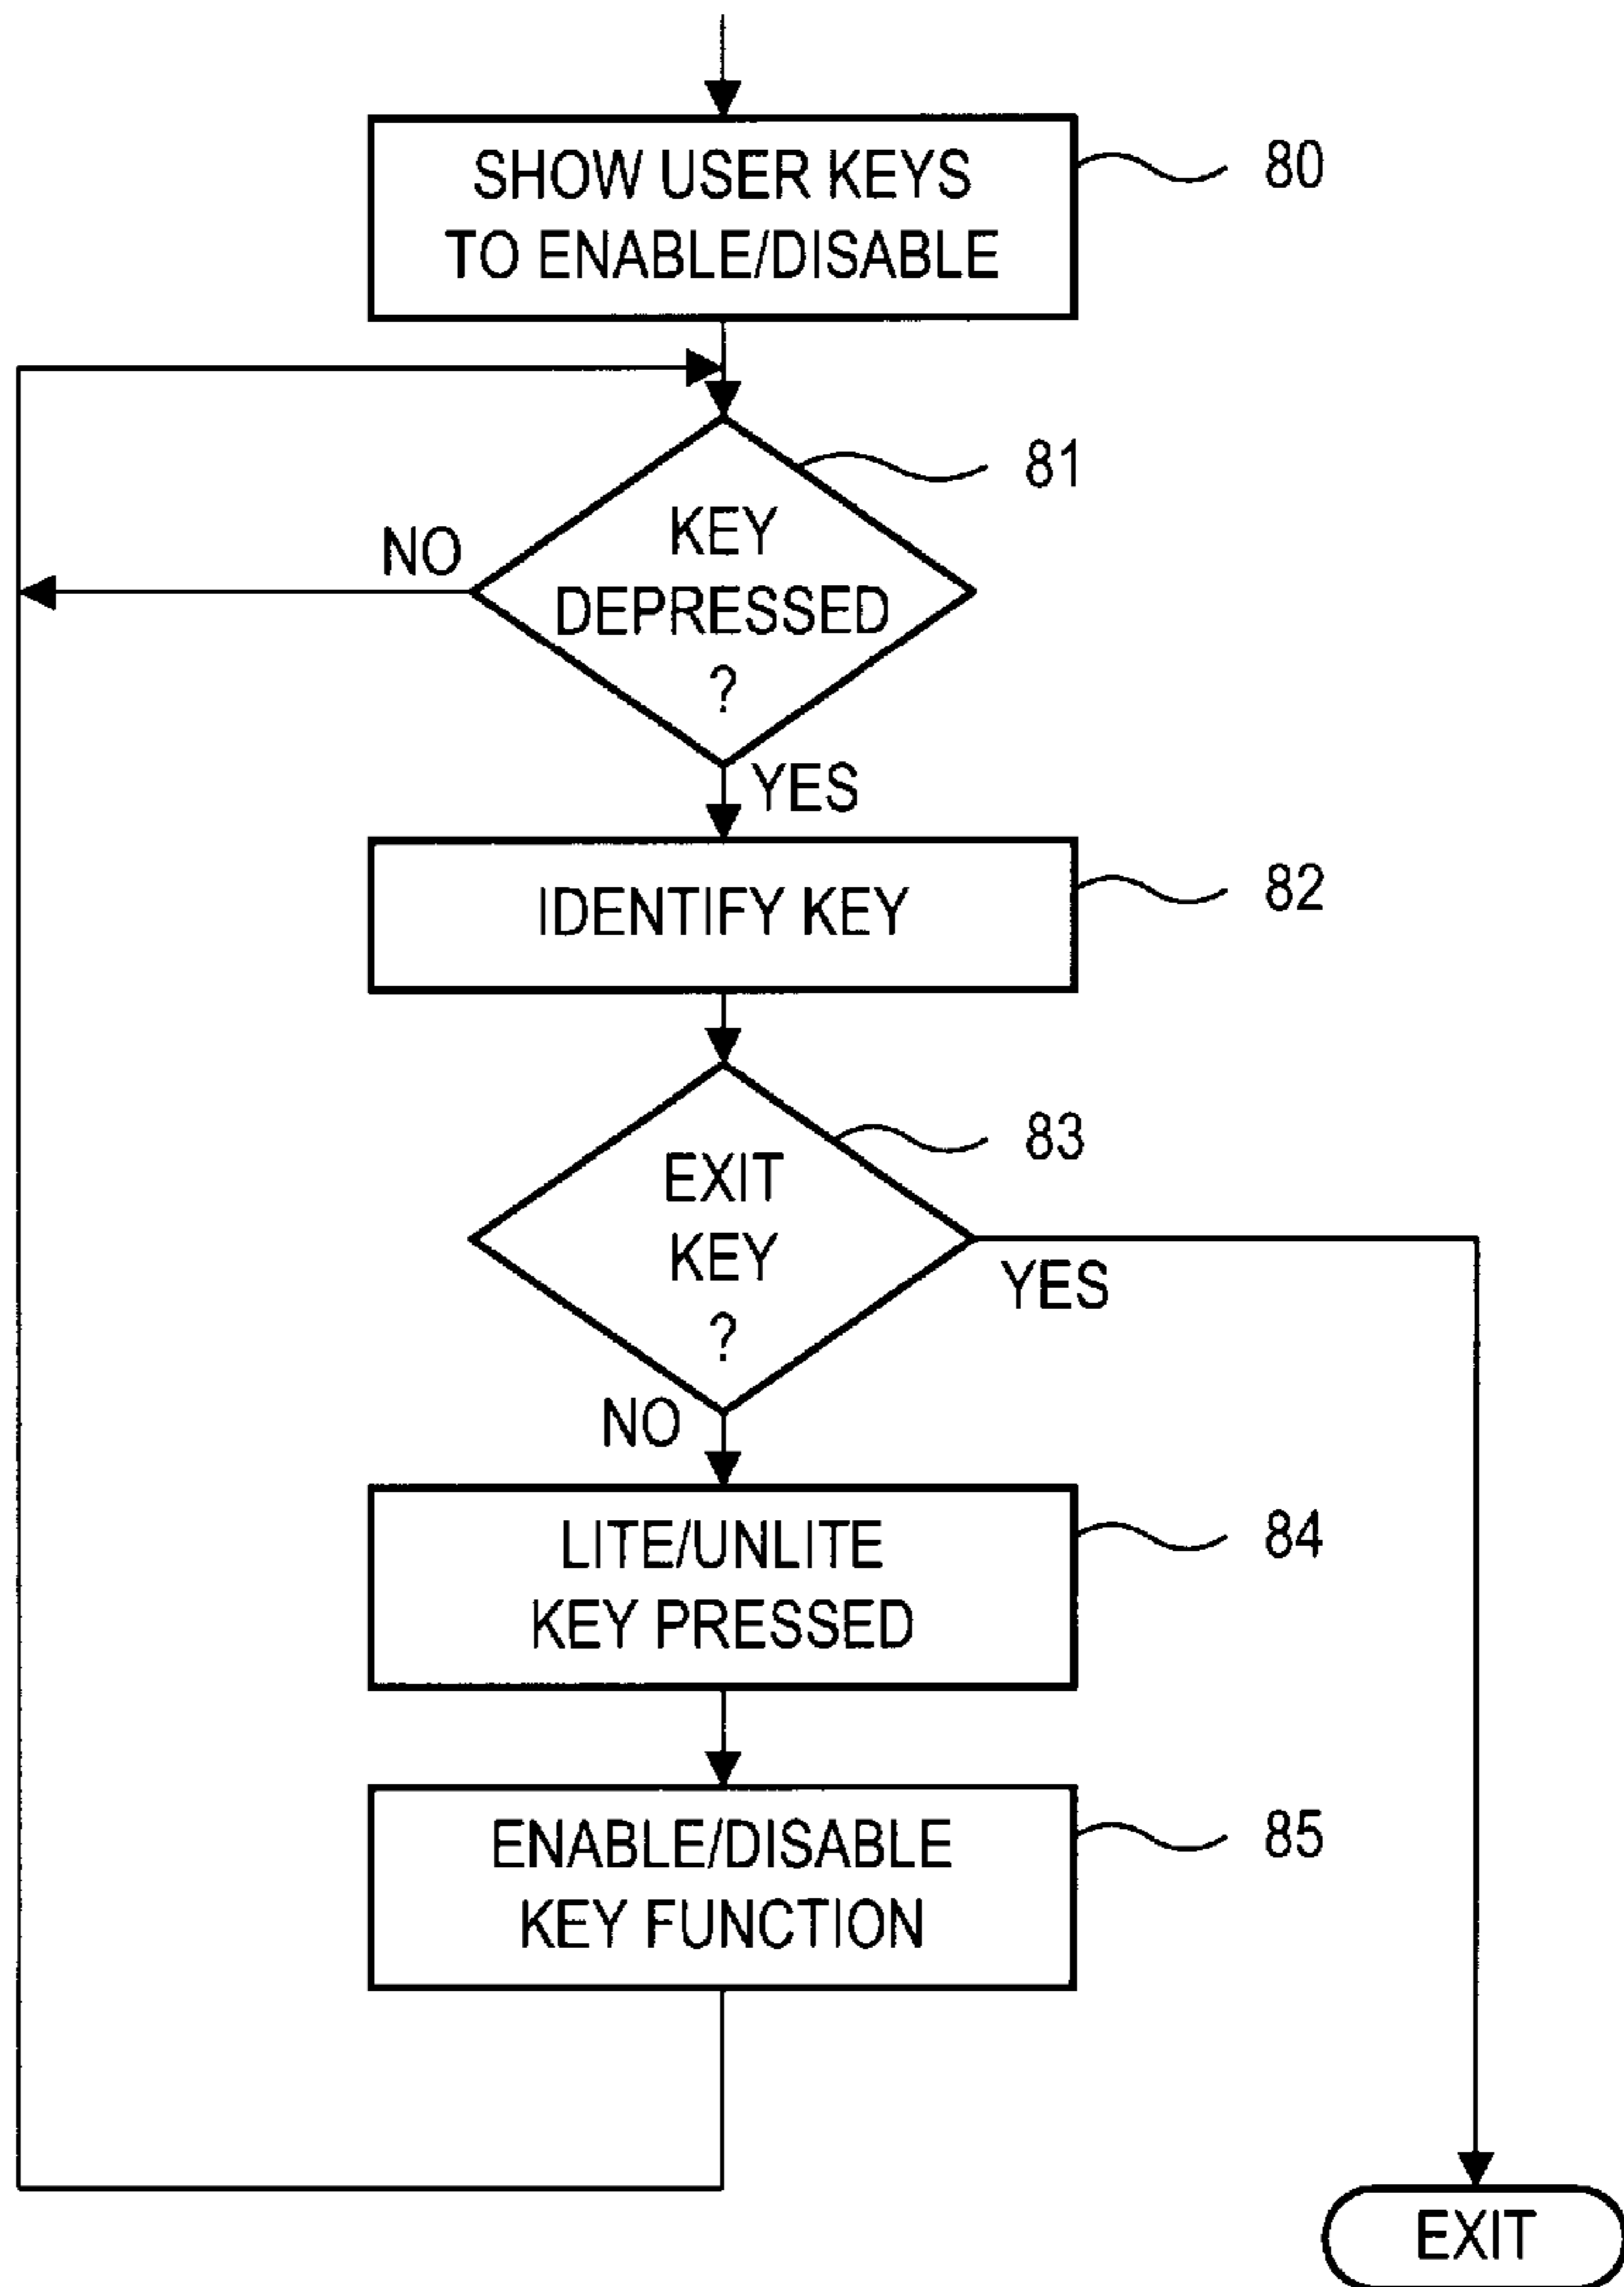 SHOW USER KEYS
TO ENABLE/DISABLE
80
81
KEY
DEPRESSED
?
NO
YES
IDENTIFY KEY
82
83
EXIT
KEY
?
YES
NO
LITE/UNLITE
KEY PRESSED
84
ENABLE/DISABLE
KEY FUNCTION
85
EXIT